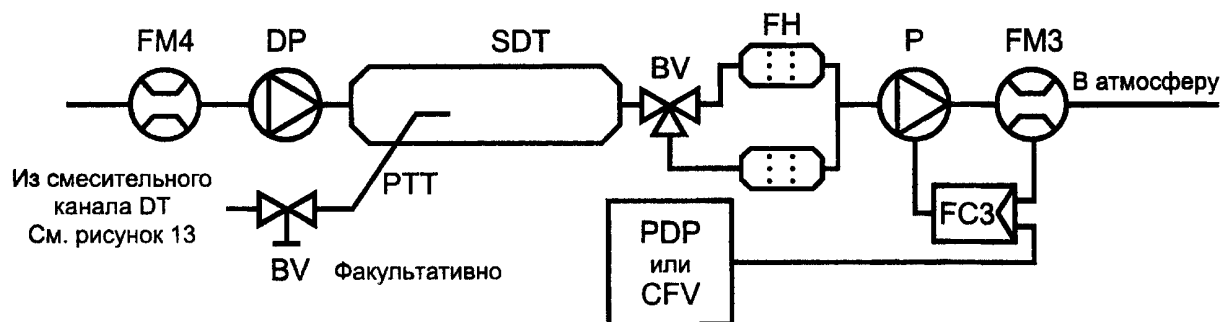 FM4
DP
SDT
BV
FH
P
FM3
В атмосферу
Из смесительного
канала DT
См. рисунок 13
PTT
BV
Факультативно
PDP
или
CFV
FC3